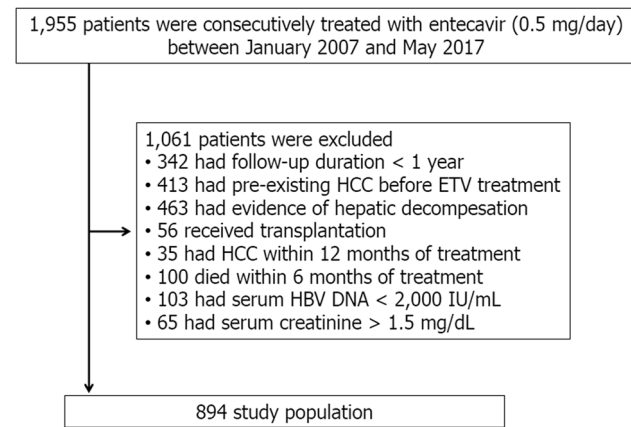 1,955 patients were consecutively treated with entecavir (0.5 mg/day)
between January 2007 and May 2017
1,061 patients were excluded
• 342 had follow-up duration < 1 year
• 413 had pre-existing HCC before ETV treatment
• 463 had evidence of hepatic decompesation
• 56 received transplantation
• 35 had HCC within 12 months of treatment
• 100 died within 6 months of treatment
• 103 had serum HBV DNA < 2,000 IU/mL
• 65 had serum creatinine > 1.5 mg/dL
894 study population